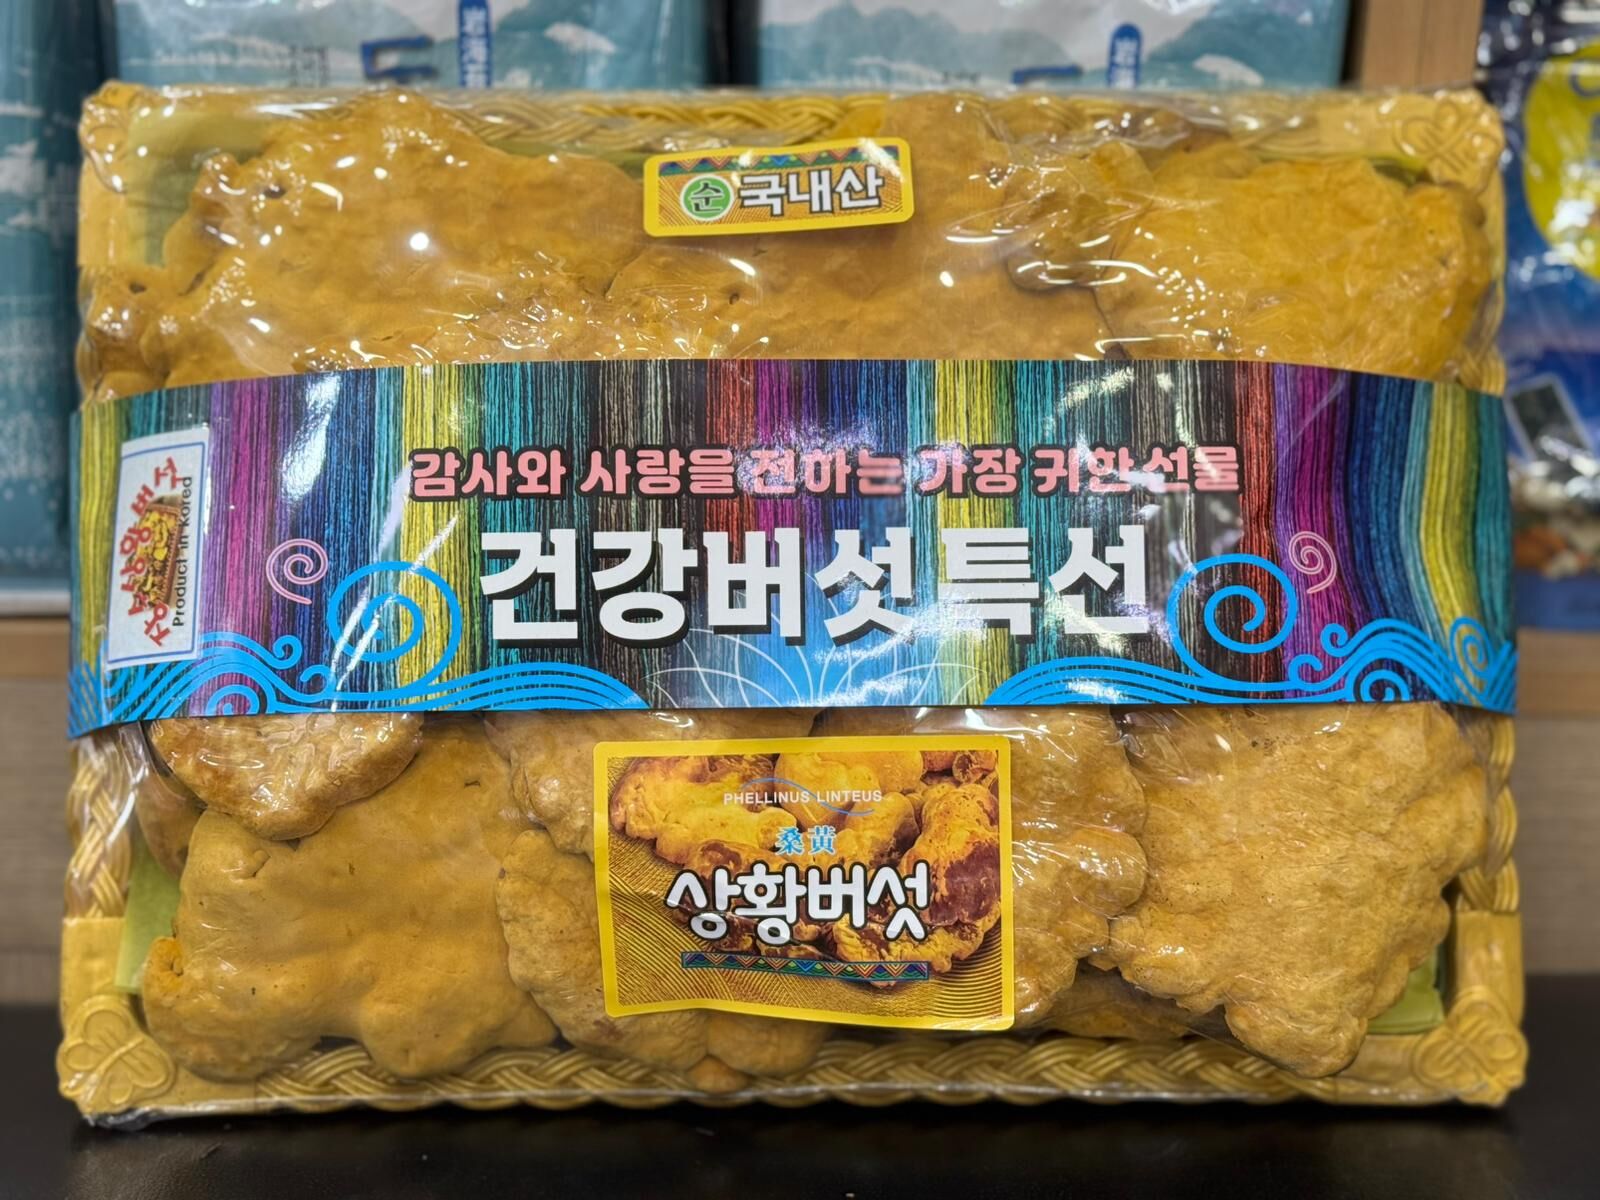 순 국내산
감사와 사랑을 전하는 가장 귀한 선물
건강버섯특선
Product in Korea
PHELLINUS LINTEUS
桑黄
상황버섯